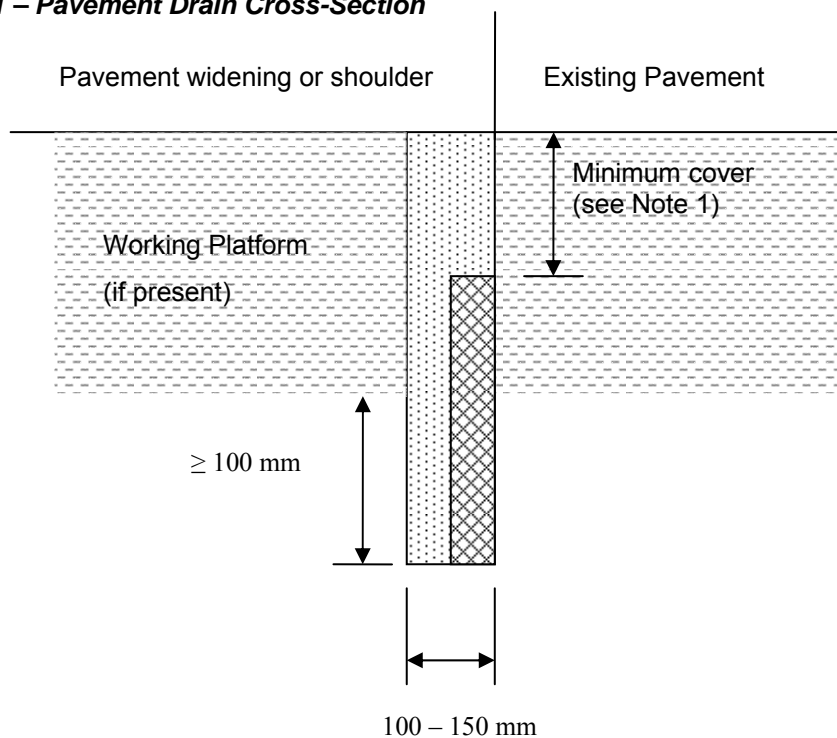 – Pavement Drain Cross-Section
Pavement widening or shoulder
Existing Pavement
Minimum cover
(see Note 1)
Working Platform
(if present)
≥ 100 mm
100 – 150 mm